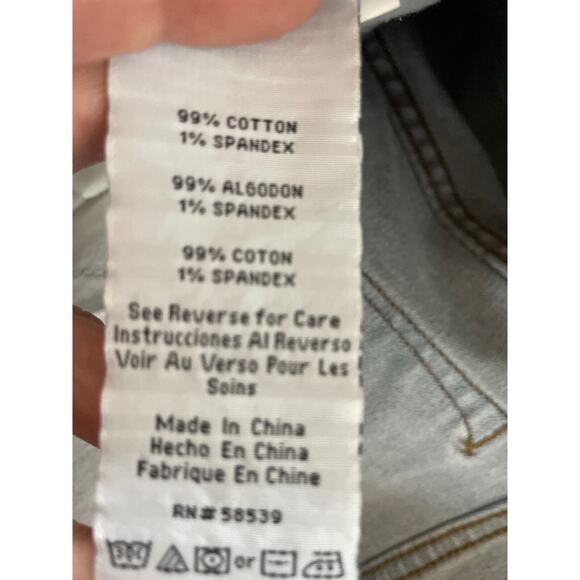 99% COTTON
1% SPANDEX
99% ALGODON
1% SPANDEX
99% COTON
1% SPANDEX
See Reverse for Care
Instrucciones Al Reverso
Voir Au Verso Pour Les
Soins
Made In China
Hecho En China
Fabrique En Chine
RN# 58539
or